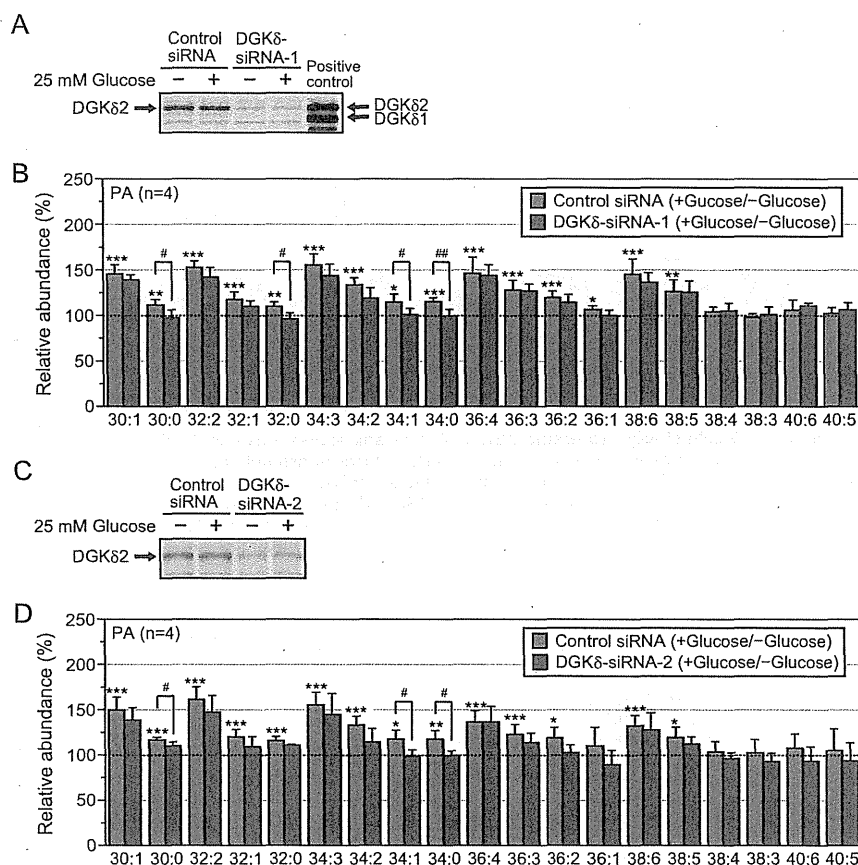 A
Control siRNA
DGKδ-siRNA-1
Positive control
25 mM Glucose − + − +
DGKδ2
DGKδ2
DGKδ1
B
PA (n=4)
Control siRNA (+Gucose/−Glucose)
DGKδ-siRNA-1 (+Glucose/−Glucose)
Relative abundance (%)
250
200
150
100
50
0
*** ** # *** *** ** # *** *** * # *** ## *** *** *** * *** **
30:1 30:0 32:2 32:1 32:0 34:3 34:2 34:1 34:0 36:4 36:3 36:2 36:1 38:6 38:5 38:4 38:3 40:6 40:5
C
Control siRNA
DGKδ-siRNA-2
25 mM Glucose − + − +
DGKδ2
D
PA (n=4)
Control siRNA (+Glucose/−Glucose)
DGKδ-siRNA-2 (+Glucose/−Glucose)
Relative abundance (%)
250
200
150
100
50
0
*** *** # *** *** *** *** *** * # ** # *** *** * *** *
30:1 30:0 32:2 32:1 32:0 34:3 34:2 34:1 34:0 36:4 36:3 36:2 36:1 38:6 38:5 38:4 38:3 40:6 40:5